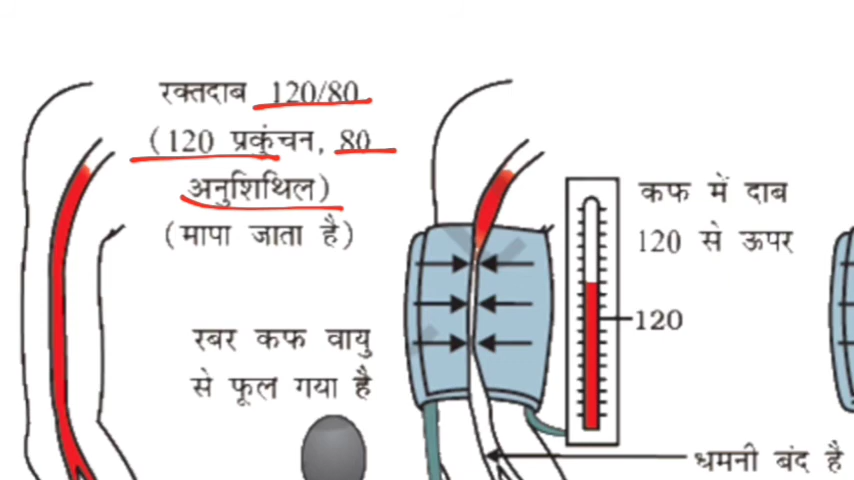 रक्तदाब 120/80
(120 प्रकुंचन, 80
अनुशिथिल)
(मापा जाता है)
रबर कफ वायु
से फूल गया है
कफ में दाब
120 से ऊपर
120
धमनी बंद है